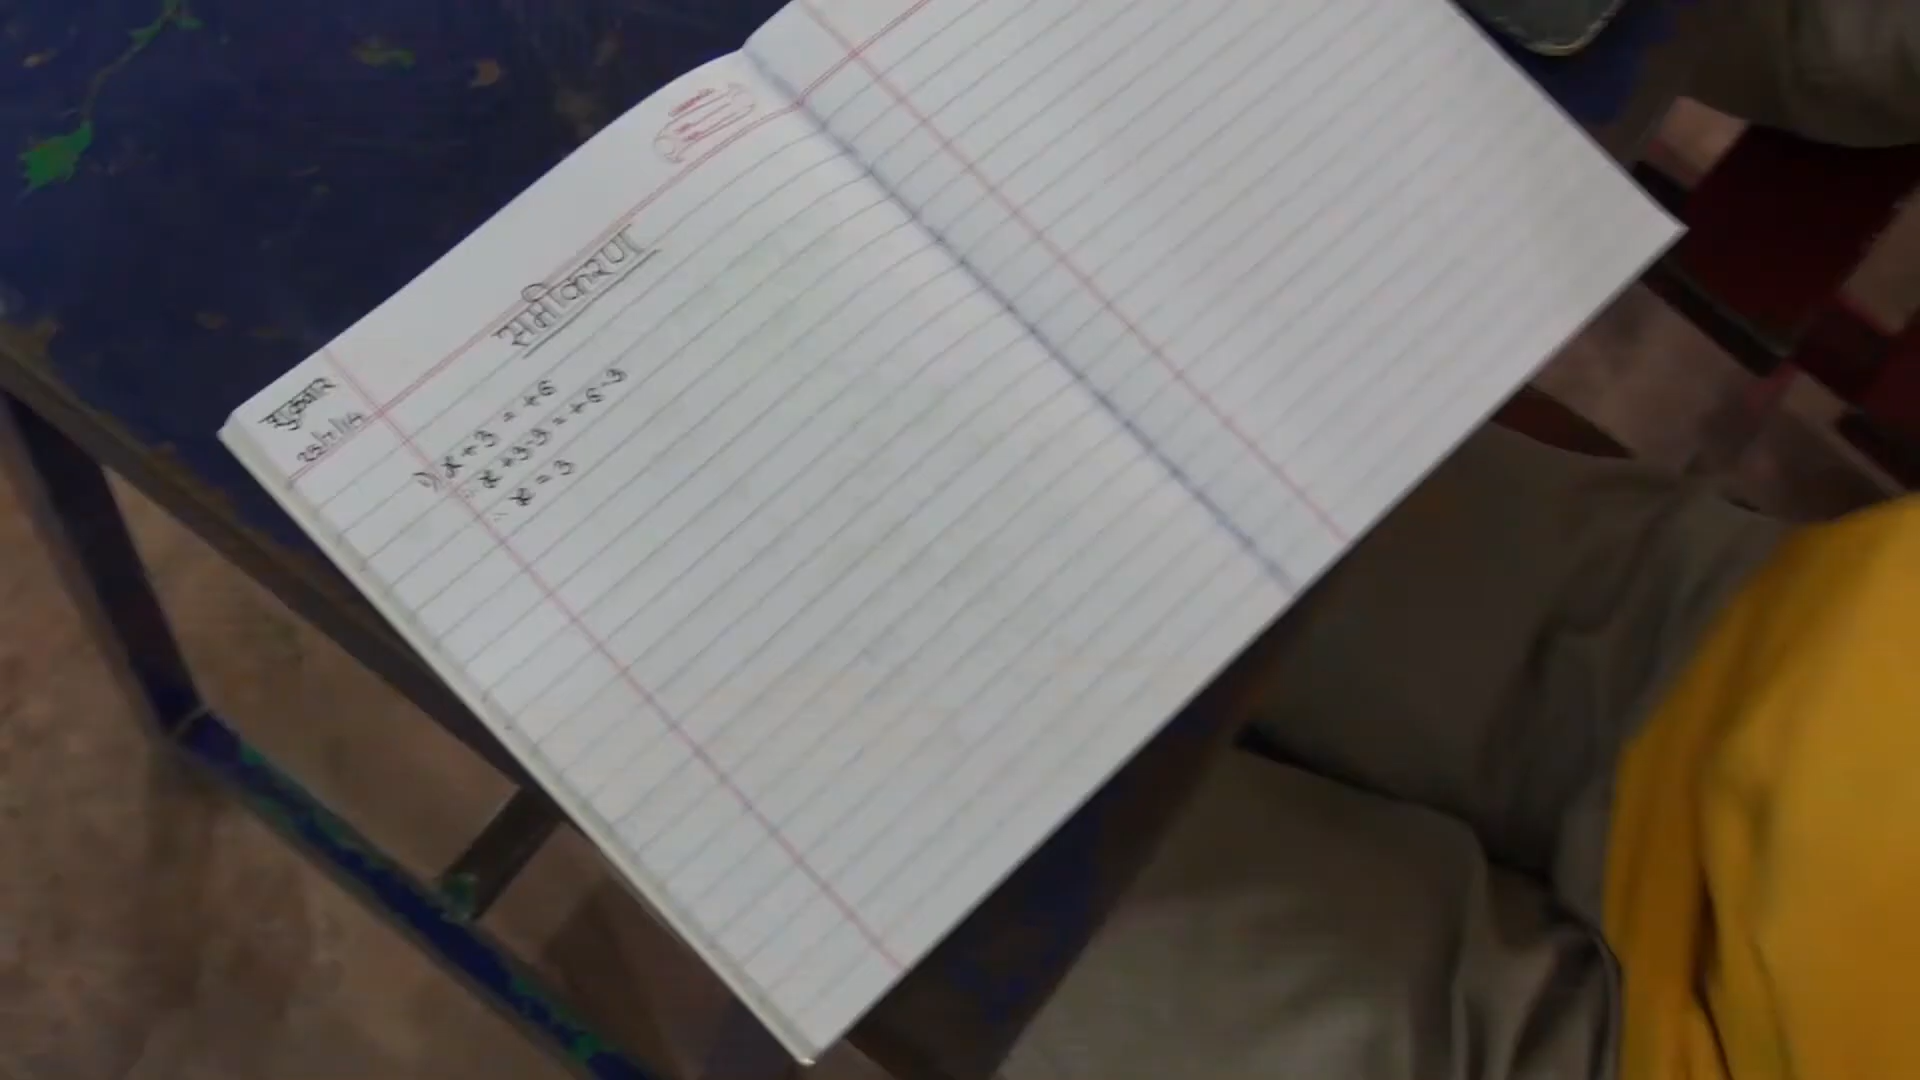 शुक्रवार
समीकरण
1) x + 3 = + 6
∴ x + 3 - 3 = + 6 - 3
∴ x = 3